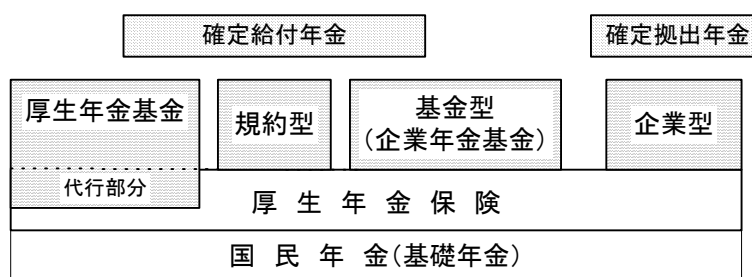 確定給付年金
確定拠出年金
厚生年金基金
規約型
基金型
(企業年金基金)
企業型
代行部分
厚生年金保険
国民年金(基礎年金)